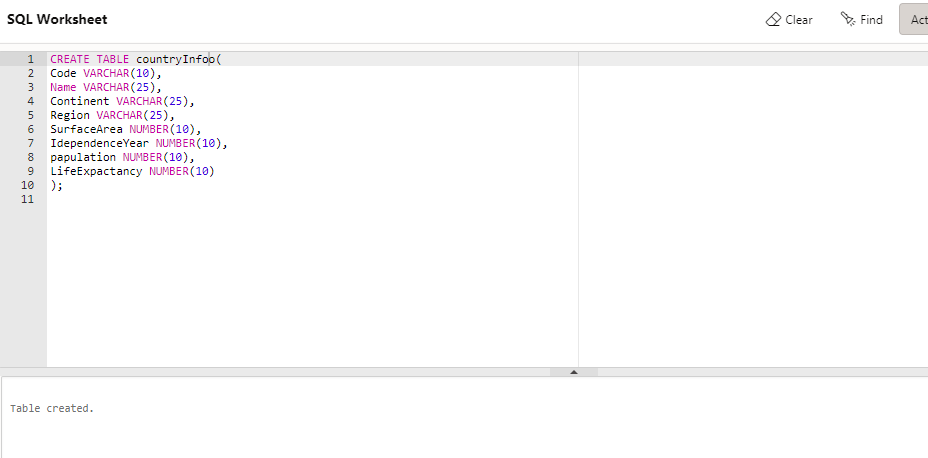 SQL Worksheet
Clear
Find
Act
1 CREATE TABLE countryInfoo(
2 Code VARCHAR(10),
3 Name VARCHAR(25),
4 Continent VARCHAR(25),
5 Region VARCHAR(25),
6 SurfaceArea NUMBER(10),
7 IdependenceYear NUMBER(10),
8 papulation NUMBER(10),
9 LifeExpactancy NUMBER(10)
10 );
11
Table created.